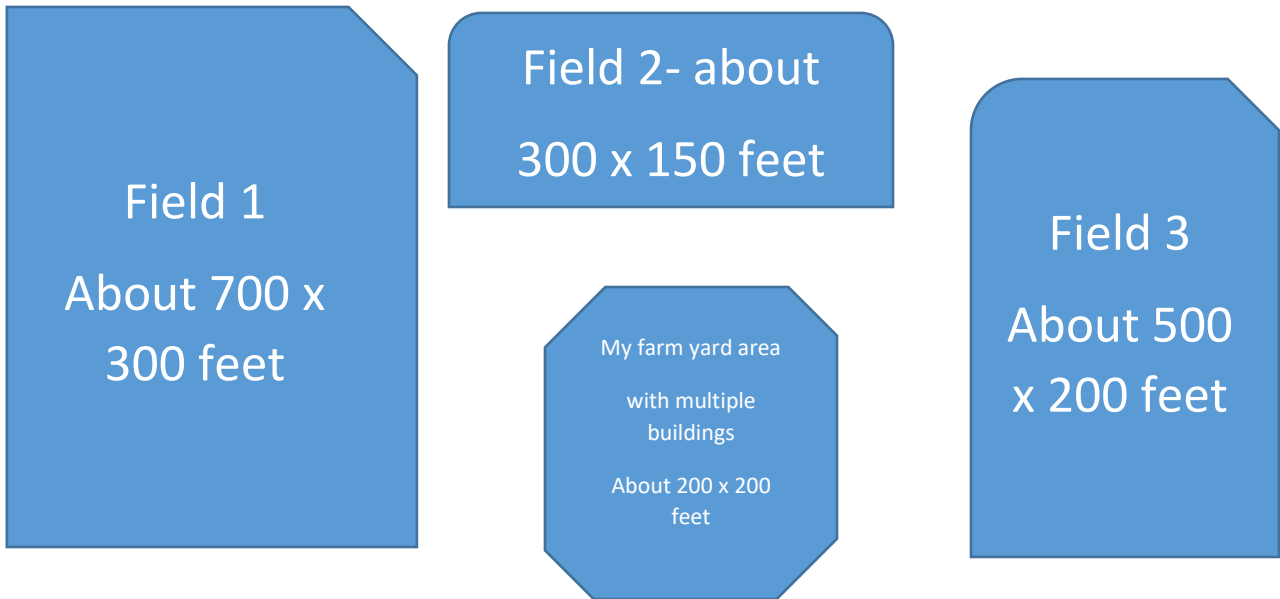 Field 1
About 700 x
300 feet
Field 2- about
300 x 150 feet
My farm yard area
with multiple
buildings
About 200 x 200
feet
Field 3
About 500
x 200 feet